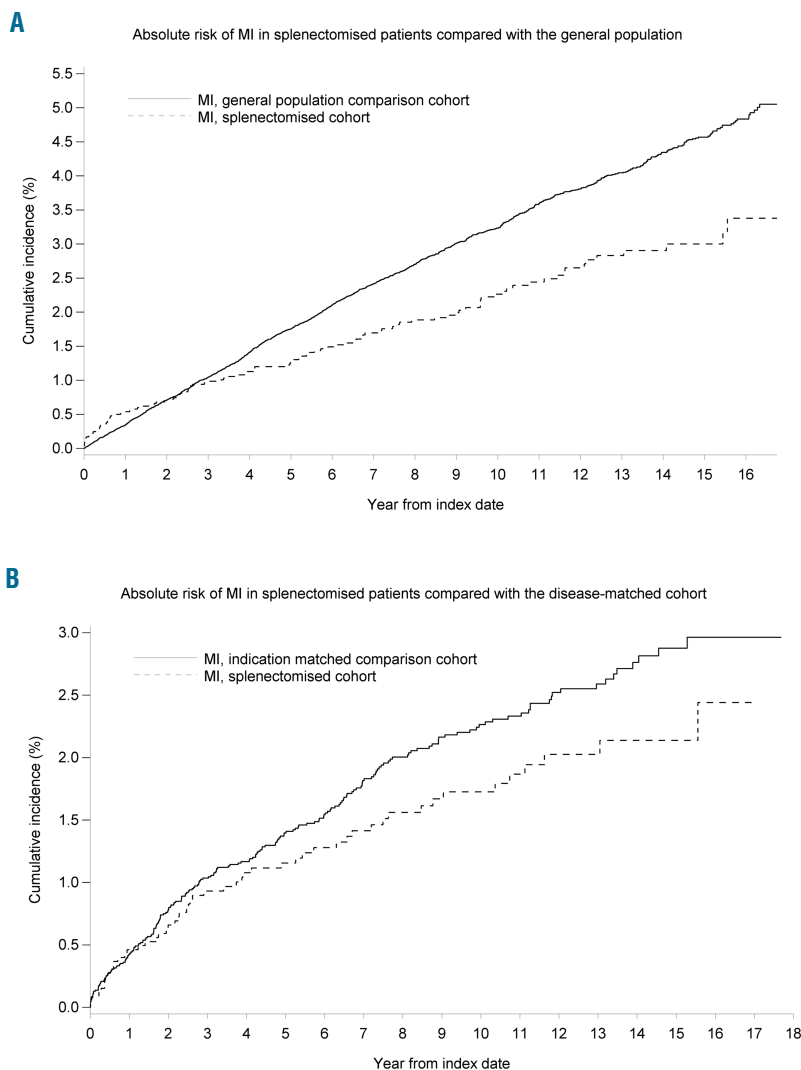 A
Absolute risk of MI in splenectomised patients compared with the general population
5.5
5.0
4.5
4.0
3.5
3.0
2.5
2.0
1.5
1.0
0.5
0.0
Cumulative incidence (%)
MI, general population comparison cohort
MI, splenectomised cohort
0 1 2 3 4 5 6 7 8 9 10 11 12 13 14 15 16
Year from index date
B
Absolute risk of MI in splenectomised patients compared with the disease-matched cohort
3.0
2.5
2.0
1.5
1.0
0.5
0.0
Cumulative incidence (%)
MI, indication matched comparison cohort
MI, splenectomised cohort
0 1 2 3 4 5 6 7 8 9 10 11 12 13 14 15 16 17 18
Year from index date